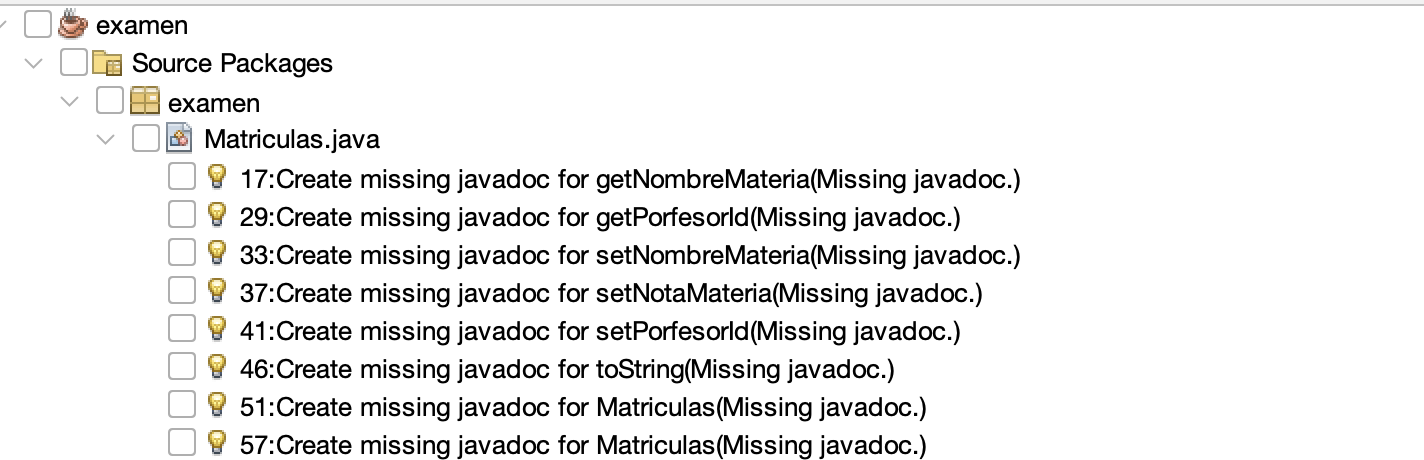 examen
Source Packages
examen
Matriculas.java
17:Create missing javadoc for getNombreMateria(Missing javadoc.)
29:Create missing javadoc for getPorfesorId(Missing javadoc.)
33:Create missing javadoc for setNombreMateria(Missing javadoc.)
37:Create missing javadoc for setNotaMateria(Missing javadoc.)
41:Create missing javadoc for setPorfesorId(Missing javadoc.)
46:Create missing javadoc for toString(Missing javadoc.)
51:Create missing javadoc for Matriculas(Missing javadoc.)
57:Create missing javadoc for Matriculas(Missing javadoc.)